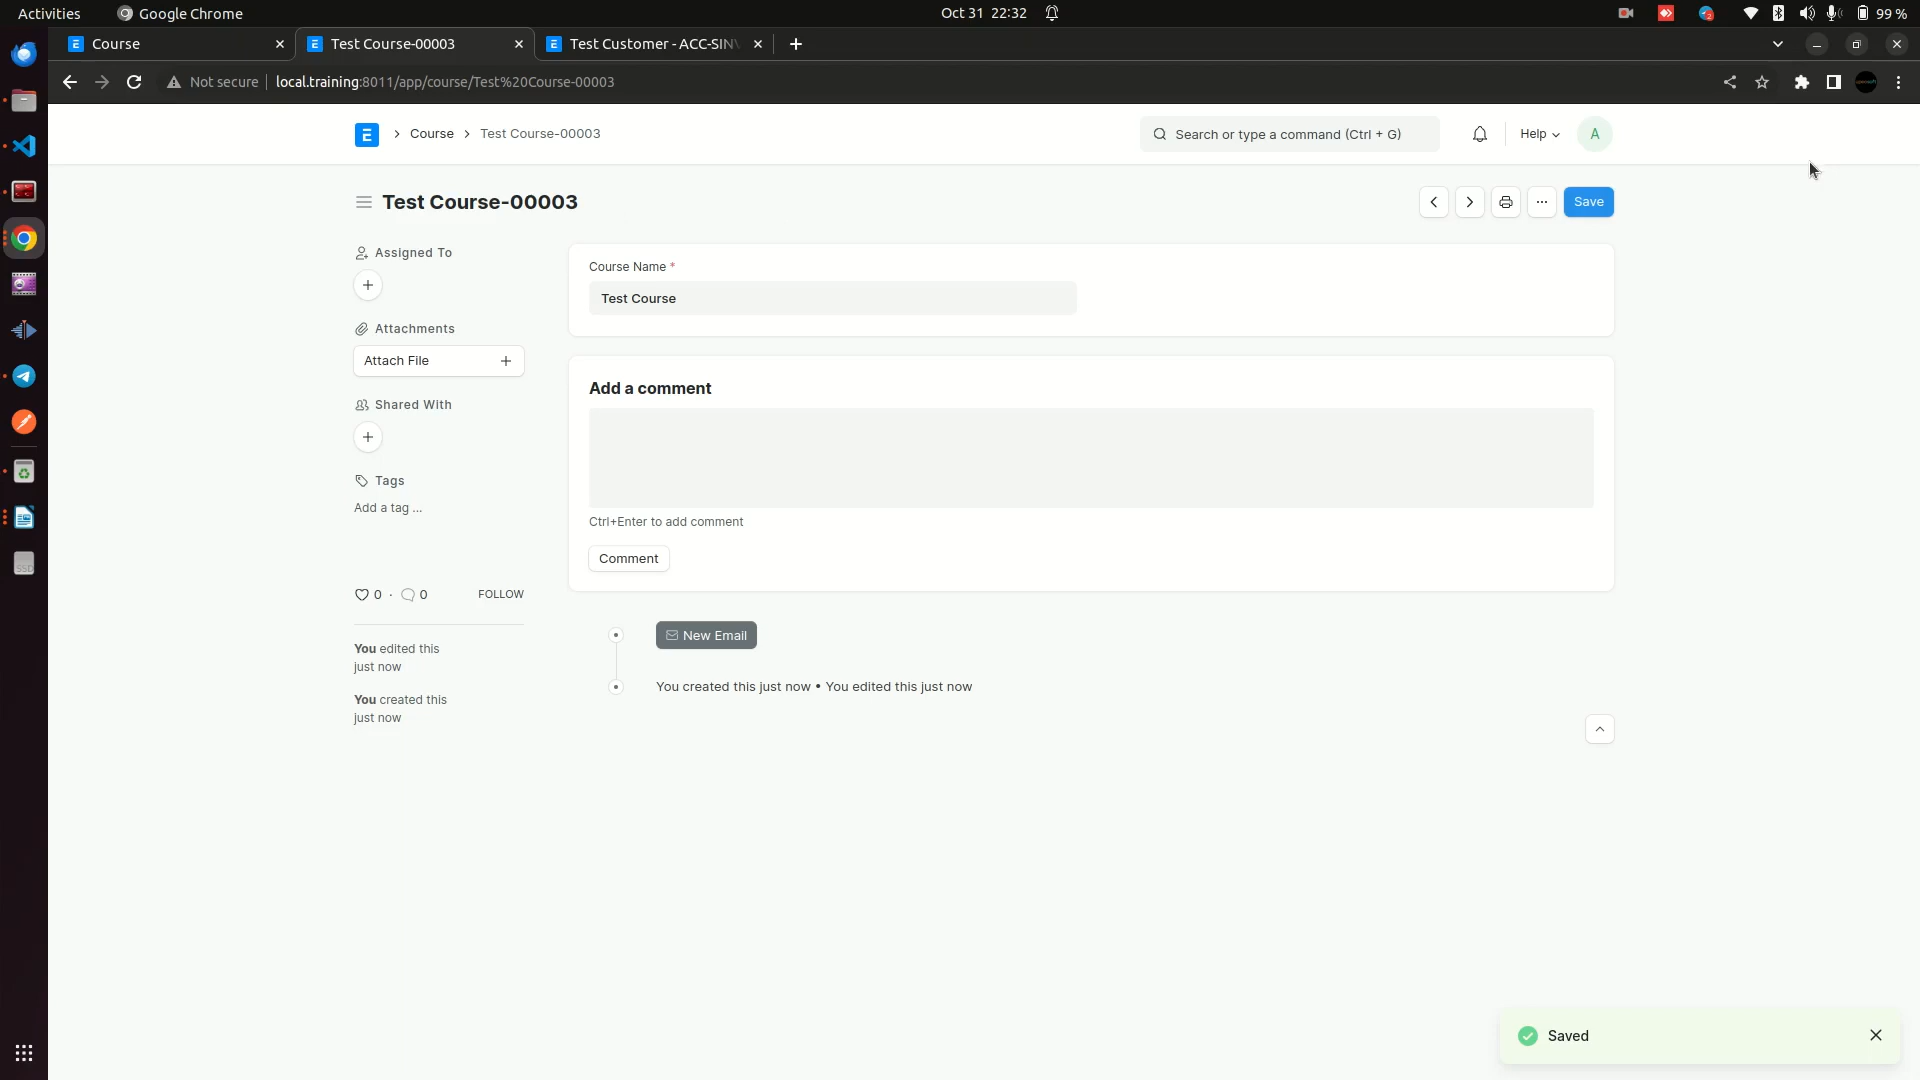 Activities
Google Chrome
Oct 31 22:32
99 %
Course
Test Course-00003
Test Customer - ACC-SINV
Not secure
local.training:8011/app/course/Test%20Course-00003
E
Course
Test Course-00003
Search or type a command (Ctrl + G)
Help
A
Test Course-00003
Save
Assigned To
Attachments
Attach File
Shared With
Tags
Add a tag ...
0 · 0
FOLLOW
You edited this
just now
You created this
just now
Course Name *
Test Course
Add a comment
Ctrl+Enter to add comment
Comment
New Email
You created this just now • You edited this just now
Saved
SSD